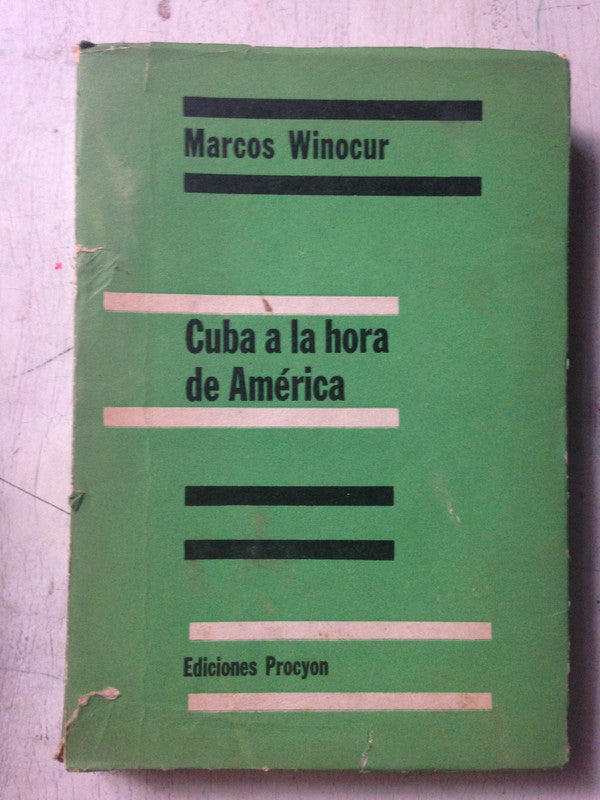 Marcos Winocur
Cuba a la hora
de América
Ediciones Procyon